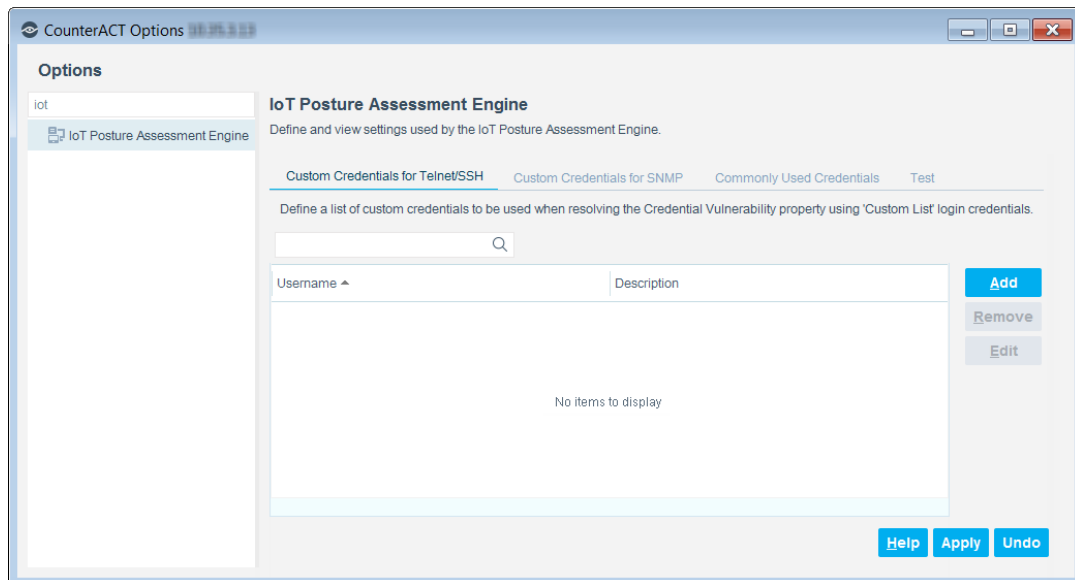 CounterACT Options
Options
iot
IoT Posture Assessment Engine
IoT Posture Assessment Engine
Define and view settings used by the IoT Posture Assessment Engine.
Custom Credentials for Telnet/SSH Custom Credentials for SNMP Commonly Used Credentials Test
Define a list of custom credentials to be used when resolving the Credential Vulnerability property using 'Custom List' login credentials.
Username Description
Add
Remove
Edit
No items to display
Help Apply Undo